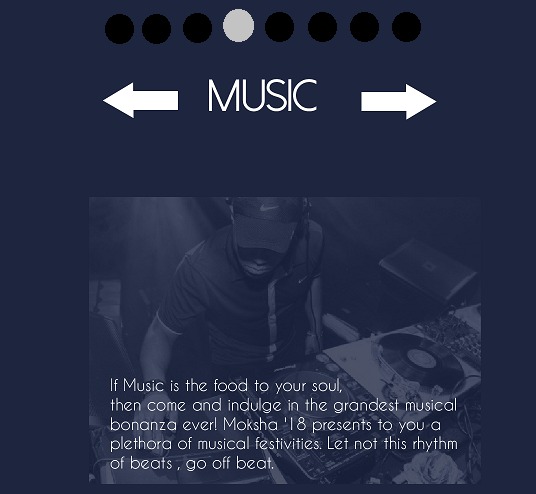 MUSIC
If Music is the food to your soul,
then come and indulge in the grandest musical
bonanza ever! Moksha '18 presents to you a
plethora of musical festivities. Let not this rhythm
of beats , go off beat.